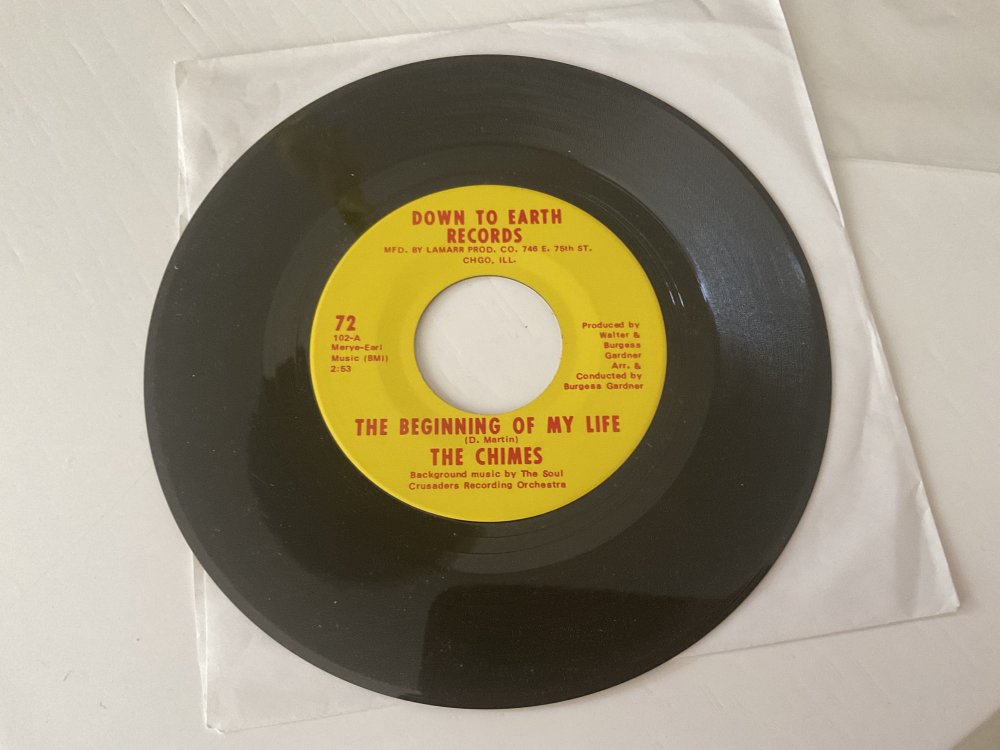 DOWN TO EARTH
RECORDS
MFD. BY LAMARR PROD. CO. 746 E. 75th ST.
CHGO, ILL.
72
102-A
Merye-Earl
Music (BMI)
2:53
Produced by
Walter &
Burgess
Gardner
Arr. &
Conducted by
Burgess Gardner
THE BEGINNING OF MY LIFE
(D. Martin)
THE CHIMES
Background music by The Soul
Crusaders Recording Orchestra